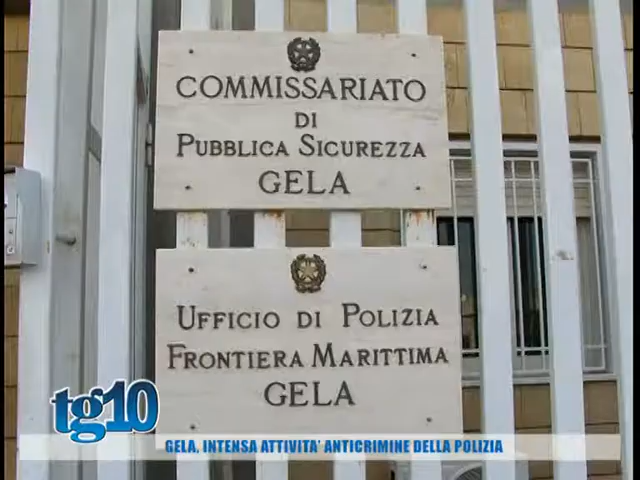 COMMISSARIATO
DI
PUBBLICA SICUREZZA
GELA
UFFICIO DI POLIZIA
FRONTIERA MARITTIMA
GELA
tg10
GELA, INTENSA ATTIVITA' ANTICRIMINE DELLA POLIZIA